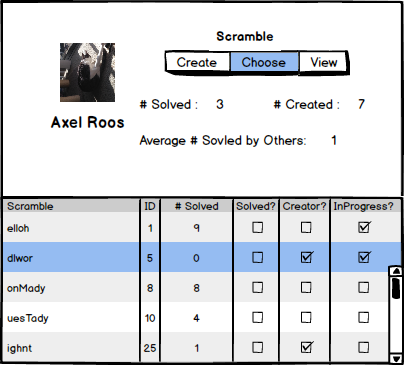 Scramble
Create Choose View
# Solved : 3 # Created : 7
Axel Roos
Average # Sovled by Others: 1
Scramble ID # Solved Solved? Creator? InProgress?
elloh 1 9
dlwor 5 0
onMady 8 8
uesTady 10 4
ighnt 25 1